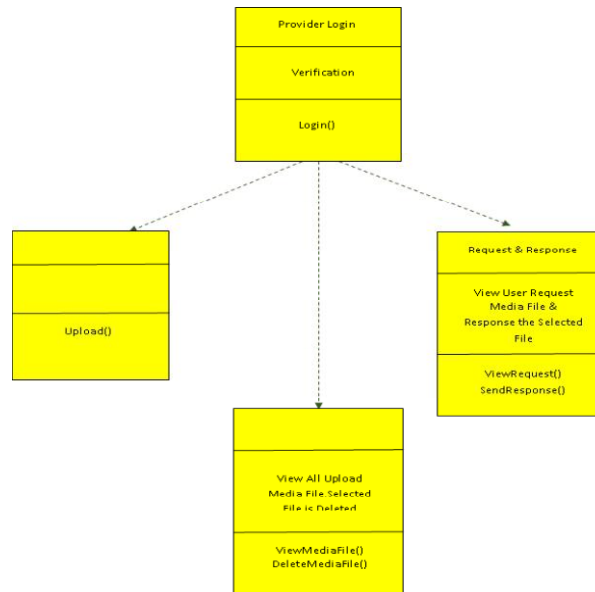 Provider Login
Verification
Login()
Upload()
Request & Response
View User Request
Media File &
Response the Selected
File
ViewRequest()
SendResponse()
View All Upload
Media File.Selected
File is Deleted
ViewMediaFile()
DeleteMediaFile()